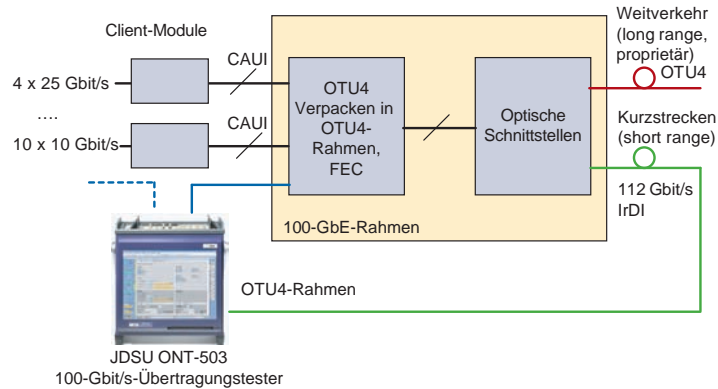 Client-Module
CAUI
4 x 25 Gbit/s
....
CAUI
10 x 10 Gbit/s
OTU4
Verpacken in
OTU4-
Rahmen,
FEC
Optische
Schnittstellen
100-GbE-Rahmen
Weitverkehr
(long range,
proprietär)
OTU4
Kurzstrecken
(short range)
112 Gbit/s
IrDI
OTU4-Rahmen
JDSU ONT-503
100-Gbit/s-Übertragungstester